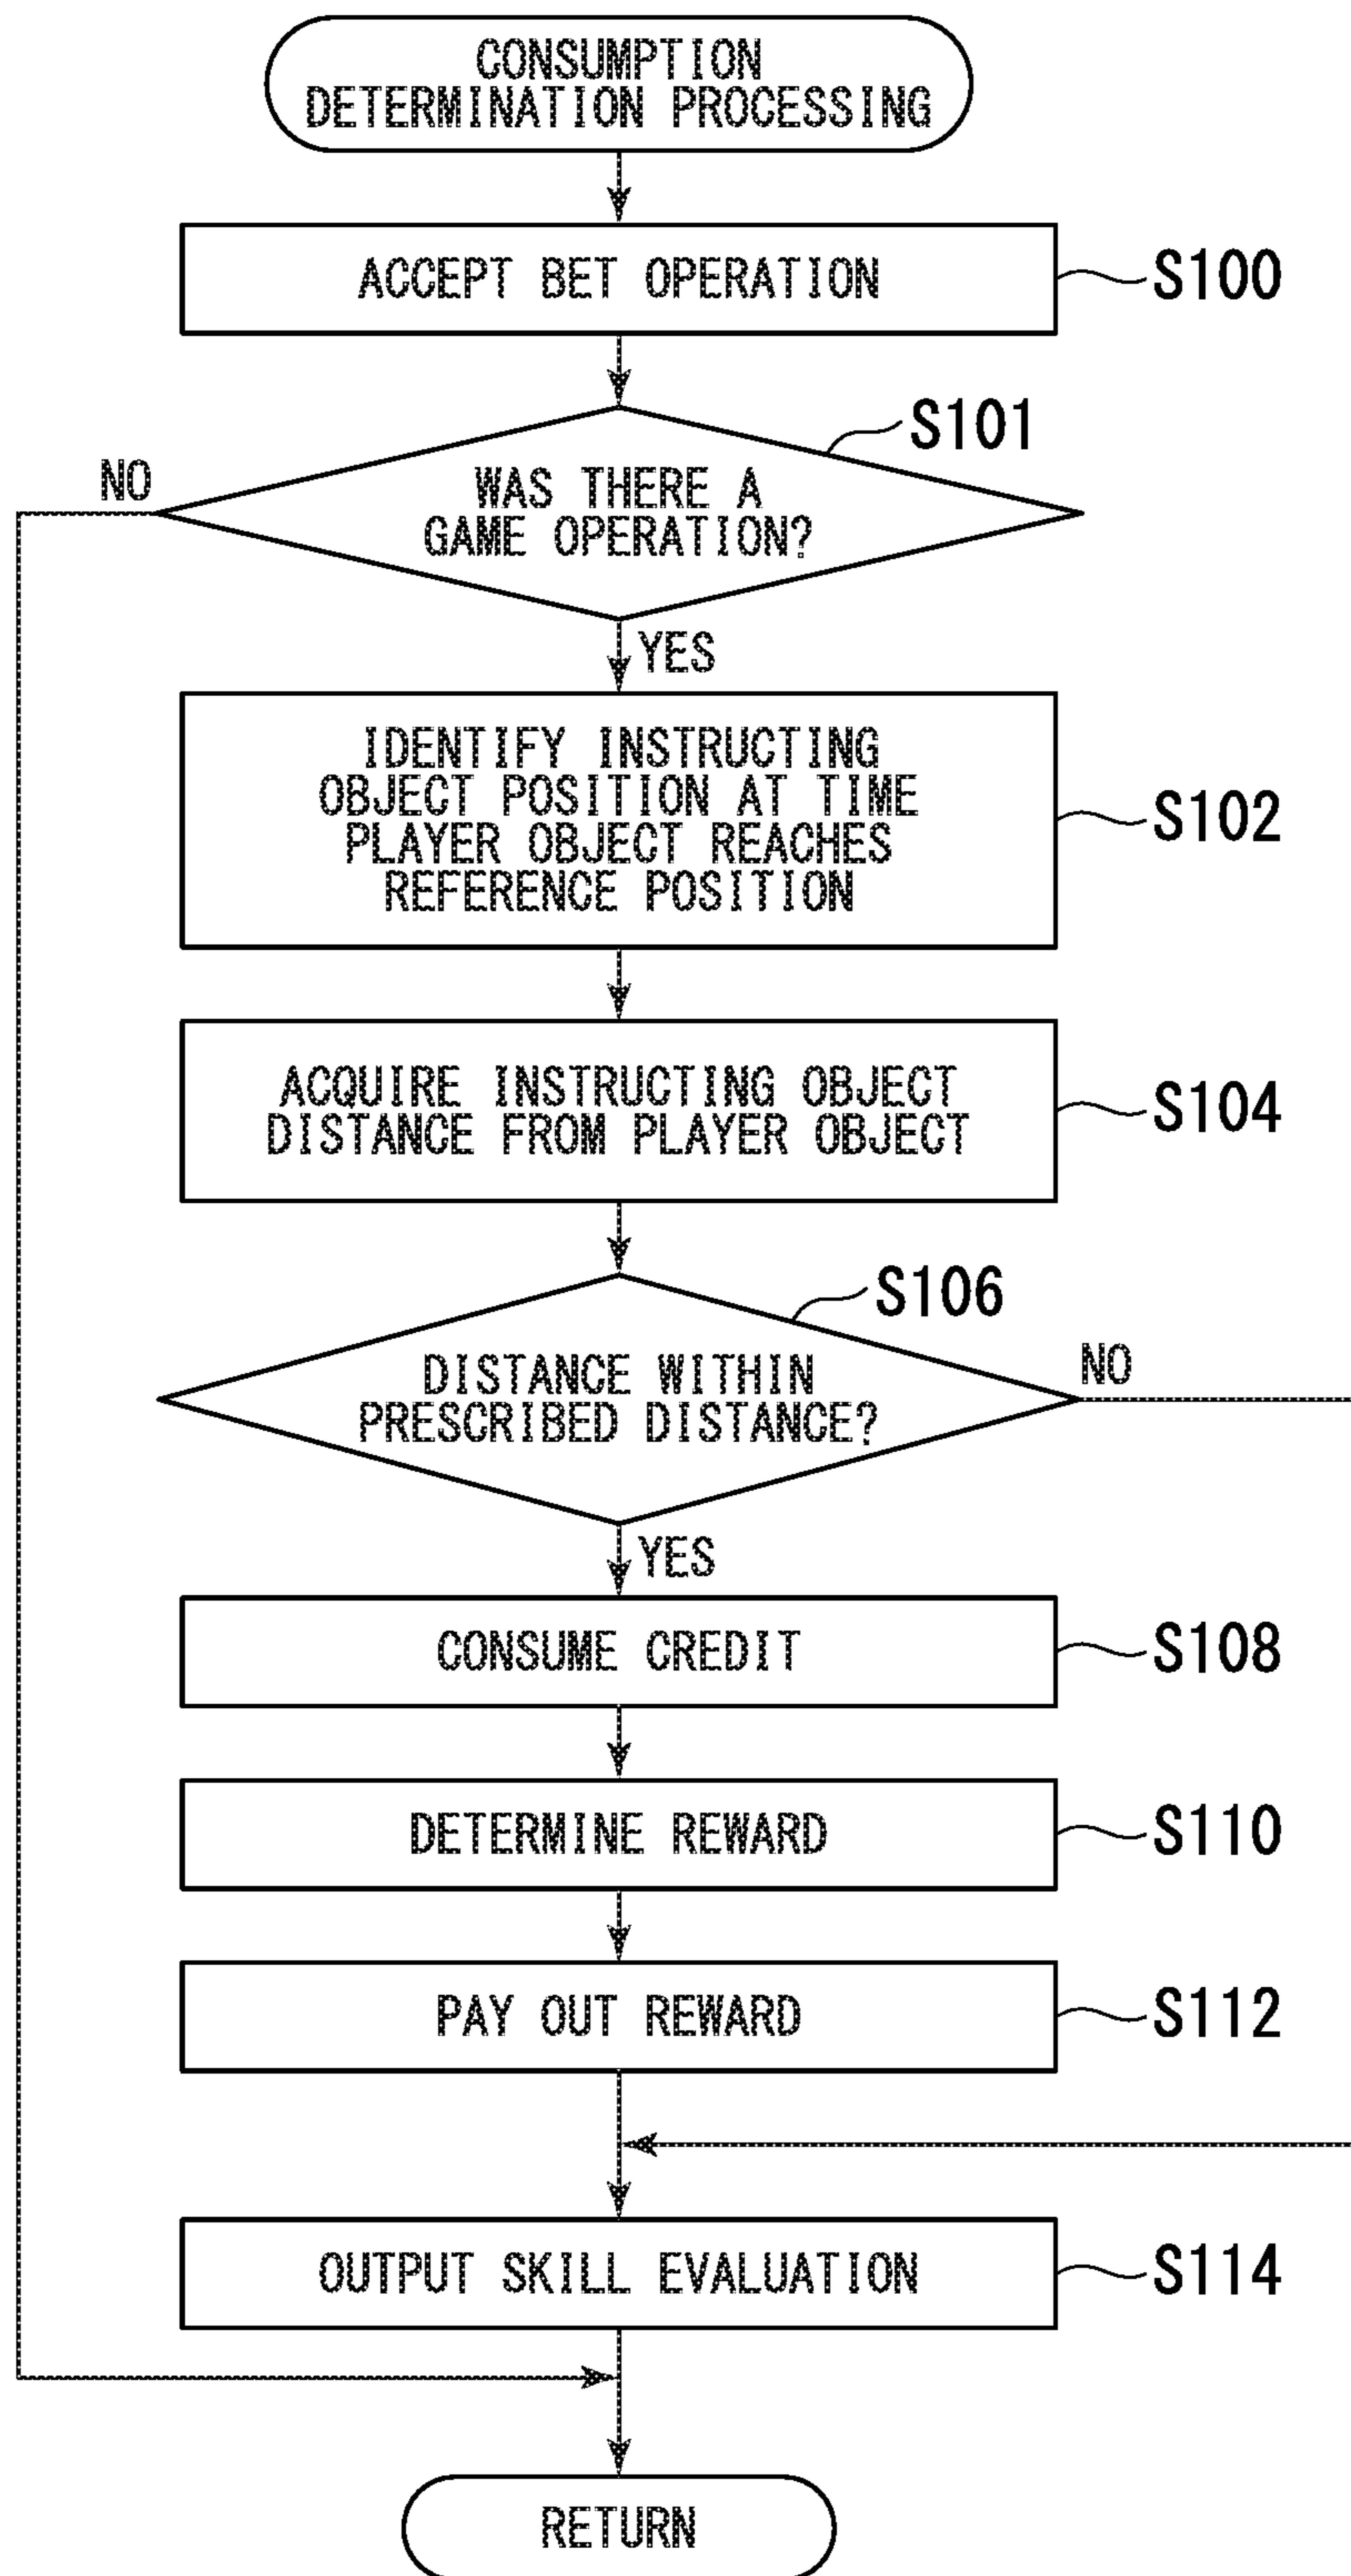 CONSUMPTION
DETERMINATION PROCESSING
ACCEPT BET OPERATION
S100
S101
NO
WAS THERE A
GAME OPERATION?
YES
IDENTIFY INSTRUCTING
OBJECT POSITION AT TIME
PLAYER OBJECT REACHES
REFERENCE POSITION
S102
ACQUIRE INSTRUCTING OBJECT
DISTANCE FROM PLAYER OBJECT
S104
S106
DISTANCE WITHIN
PRESCRIBED DISTANCE?
NO
YES
CONSUME CREDIT
S108
DETERMINE REWARD
S110
PAY OUT REWARD
S112
OUTPUT SKILL EVALUATION
S114
RETURN